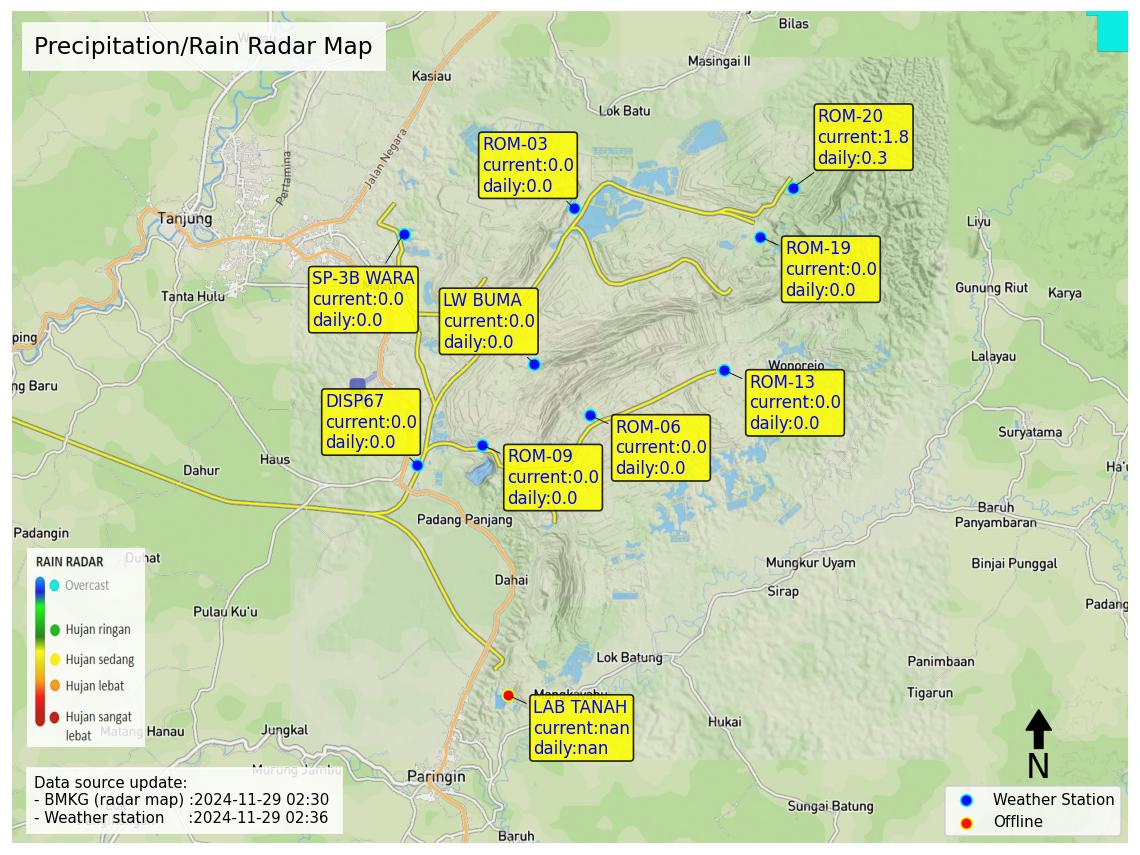 Precipitation/Rain Radar Map
Bilas
Masingai II
Kasiau
Lok Batu
Jalan Negara
Pertamina
Tanjung
Tanta Hulu
ping
ng Baru
ROM-03
current:0.0
daily:0.0
ROM-20
current:1.8
daily:0.3
ROM-19
current:0.0
daily:0.0
SP-3B WARA
current:0.0
daily:0.0
LW BUMA
current:0.0
daily:0.0
Liyu
Gunung Riut
Karya
Lalayau
Wonorejo
ROM-13
current:0.0
daily:0.0
DISP67
current:0.0
daily:0.0
ROM-06
current:0.0
daily:0.0
ROM-09
current:0.0
daily:0.0
Suryatama
Ha'u
Haus
Dahur
Padang Panjang
Baruh
Panyambaran
Padangin
Duhat
Binjai Punggal
Mungkur Uyam
Dahai
Sirap
Padang
Pulau Ku'u
RAIN RADAR
Overcast
Hujan ringan
Hujan sedang
Hujan lebat
Hujan sangat
lebat
Lok Batung
Panimbaan
Tigarun
LAB TANAH
current:nan
daily:nan
Hukai
Matang Hanau
Jungkal
Murung Jambu
Paringin
Sungai Batung
Baruh
Data source update:
- BMKG (radar map) :2024-11-29 02:30
- Weather station :2024-11-29 02:36
N
Weather Station
Offline